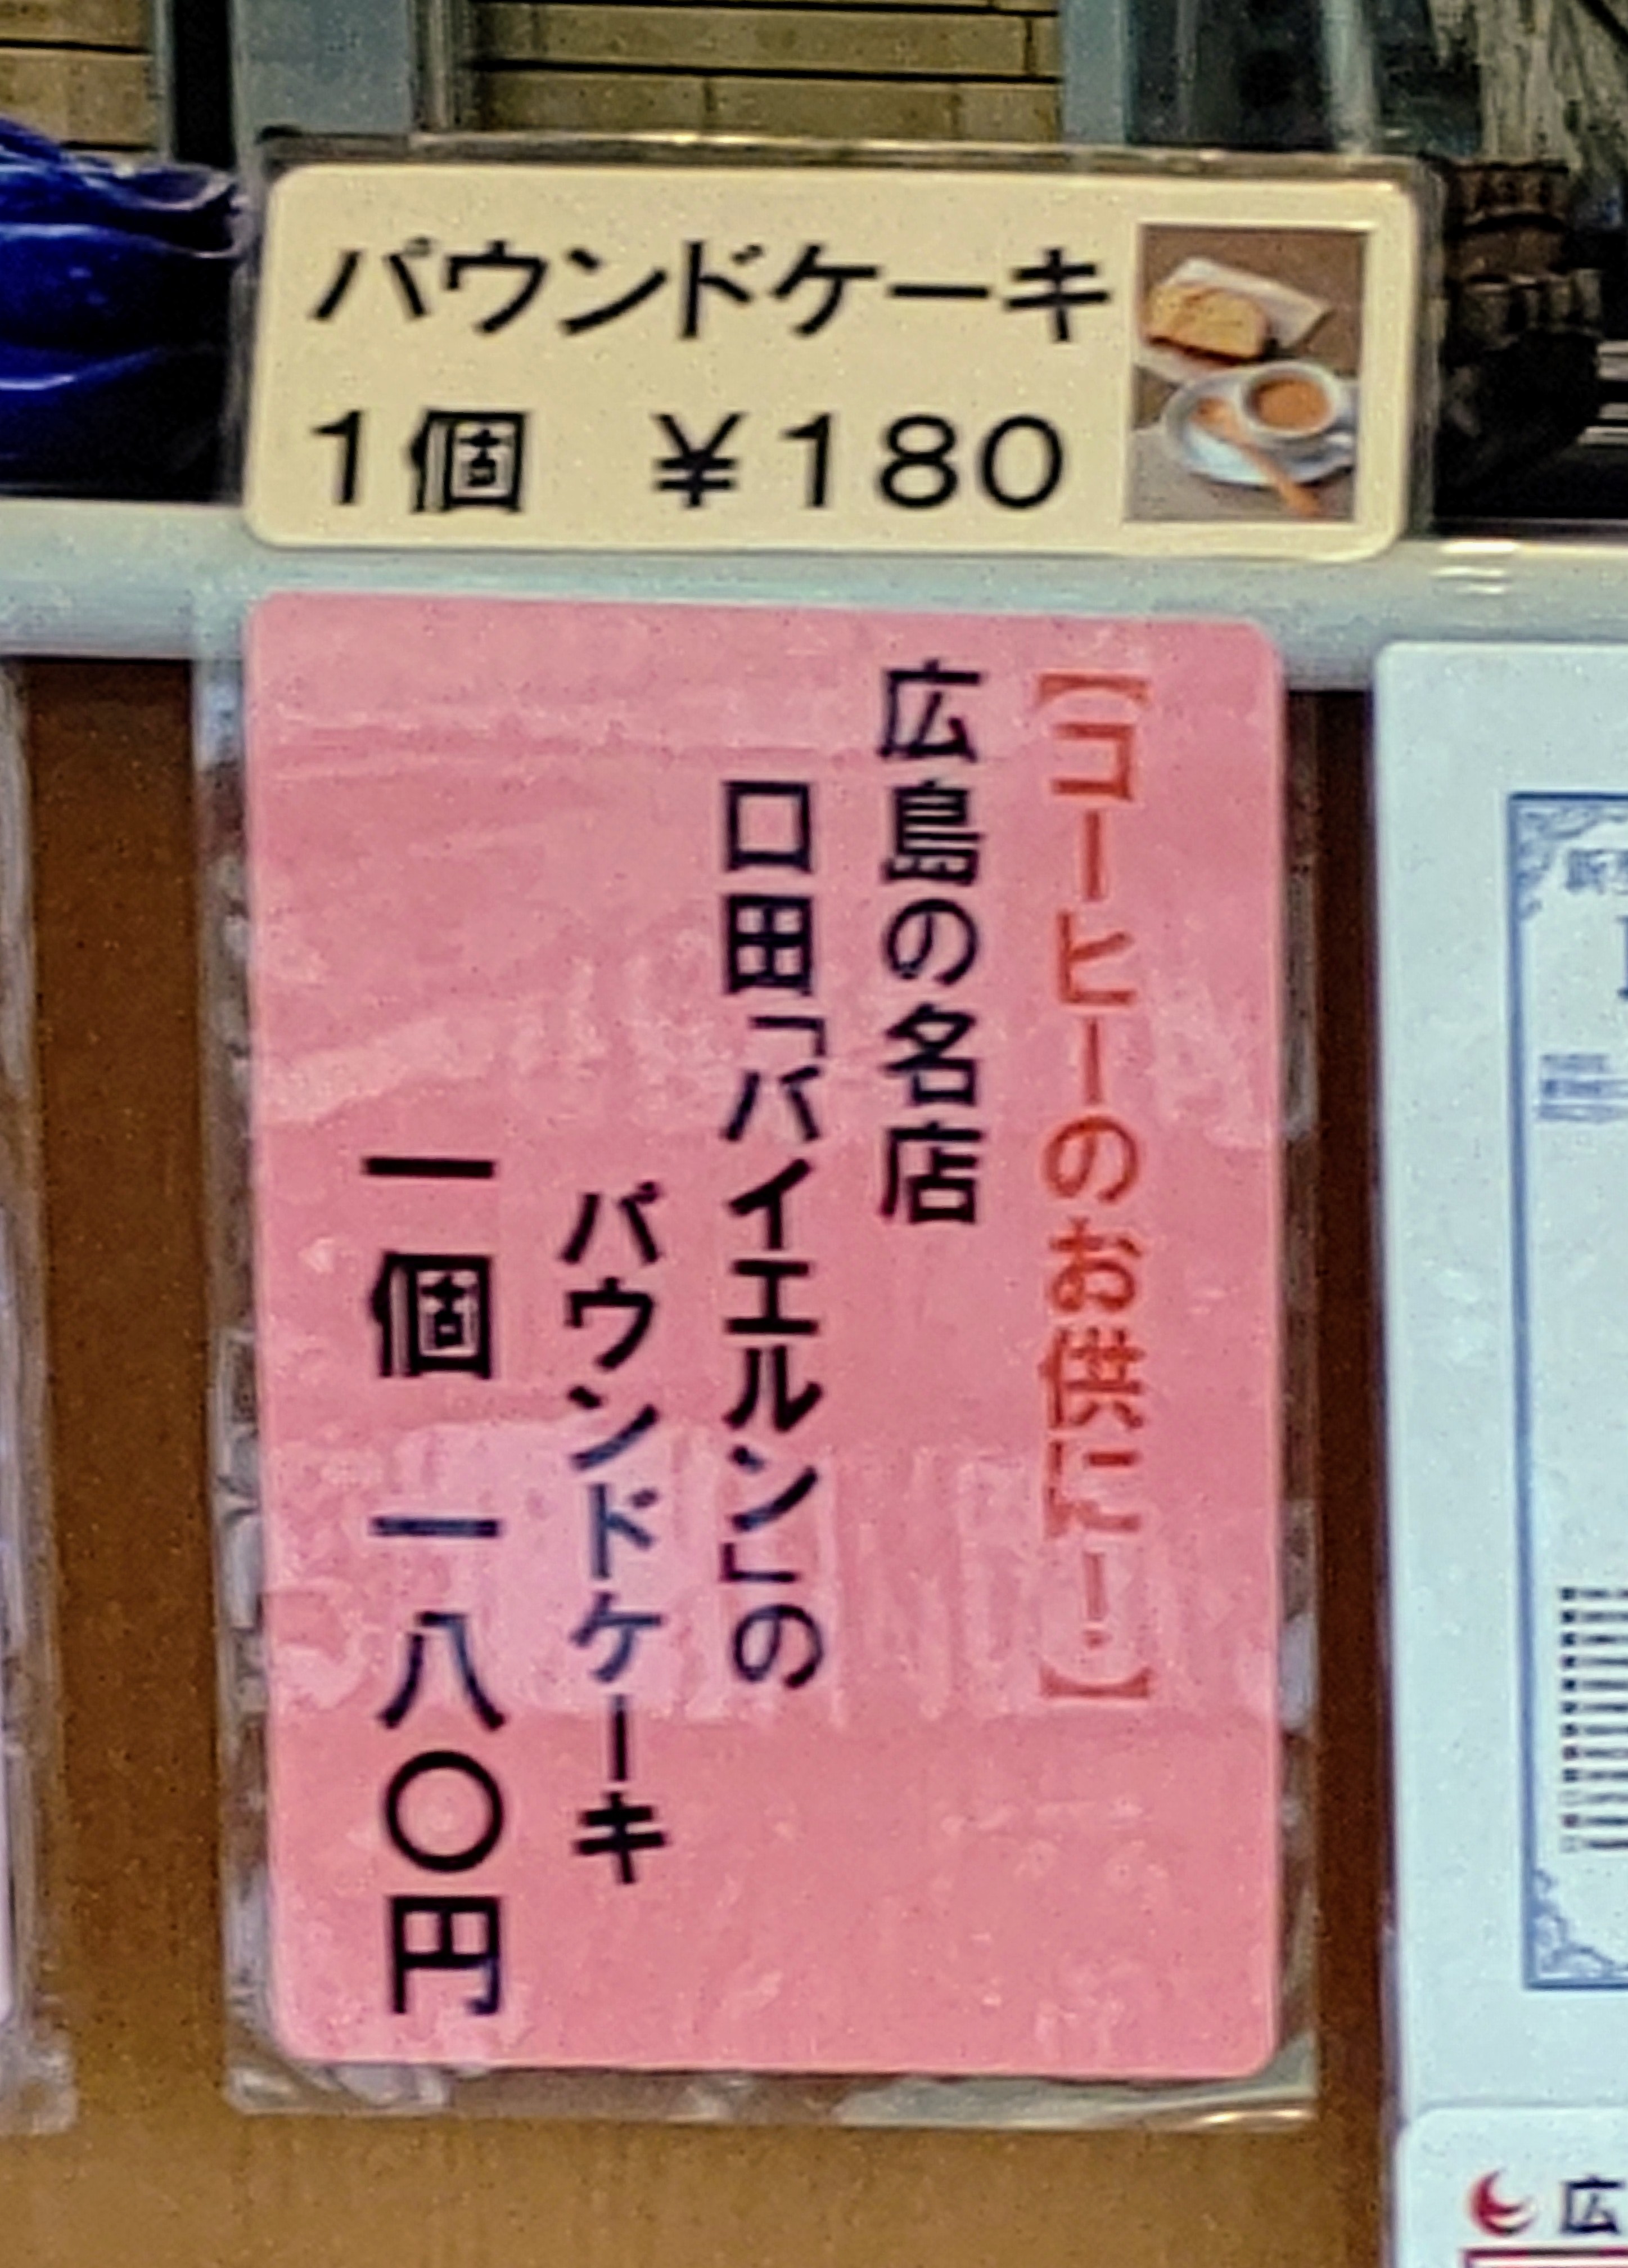 パウンドケーキ
1個 ¥180
【コーヒーのお供に！】
広島の名店
口田「バイエルン」の
パウンドケーキ
一個 一八〇円
広